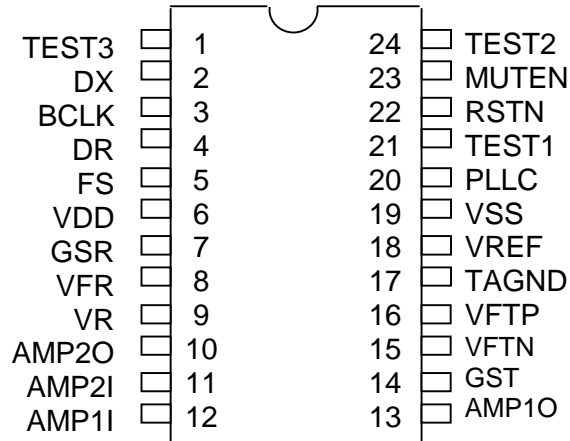 TEST3 1 24 TEST2
DX 2 23 MUTEN
BCLK 3 22 RSTN
DR 4 21 TEST1
FS 5 20 PLLC
VDD 6 19 VSS
GSR 7 18 VREF
VFR 8 17 TAGND
VR 9 16 VFTP
AMP2O 10 15 VFTN
AMP2I 11 14 GST
AMP1I 12 13 AMP1O